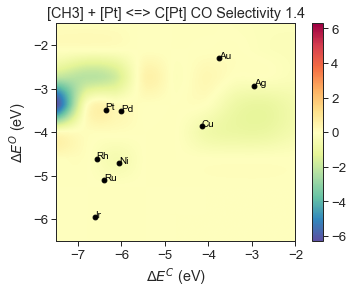 [CH3] + [Pt] <=> C[Pt] CO Selectivity 1.4
ΔE^O (eV)
−2
−3
−4
−5
−6
Au
Ag
Pt
Pd
Cu
Rh
Ni
Ru
Ir
−7
−6
−5
−4
−3
−2
ΔE^C (eV)
6
4
2
0
−2
−4
−6